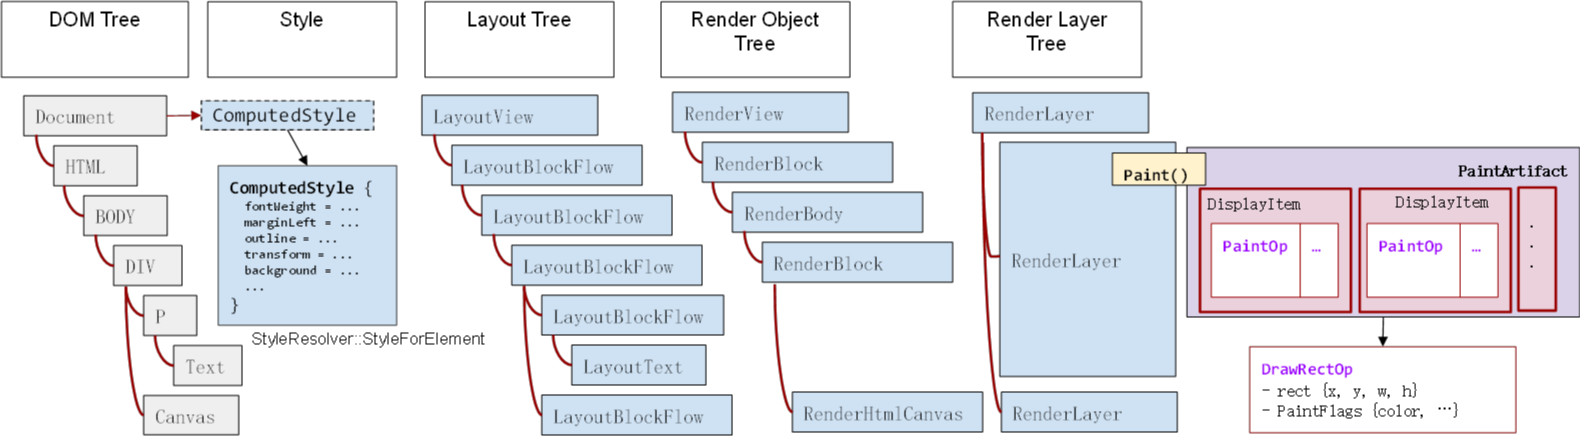 DOM Tree
Style
Layout Tree
Render Object
Tree
Render Layer
Tree
Document
HTML
BODY
DIV
P
Text
Canvas
ComputedStyle
ComputedStyle {
fontWeight = ...
marginLeft = ...
outline = ...
transform = ...
background = ...
...
}
StyleResolver::StyleForElement
LayoutView
LayoutBlockFlow
LayoutBlockFlow
LayoutBlockFlow
LayoutBlockFlow
LayoutText
LayoutBlockFlow
RenderView
RenderBlock
RenderBody
RenderBlock
RenderHtmlCanvas
RenderLayer
RenderLayer
RenderLayer
Paint()
PaintArtifact
DisplayItem
PaintOp
…
DisplayItem
PaintOp
…
.
.
.
DrawRectOp
- rect {x, y, w, h}
- PaintFlags {color, …}